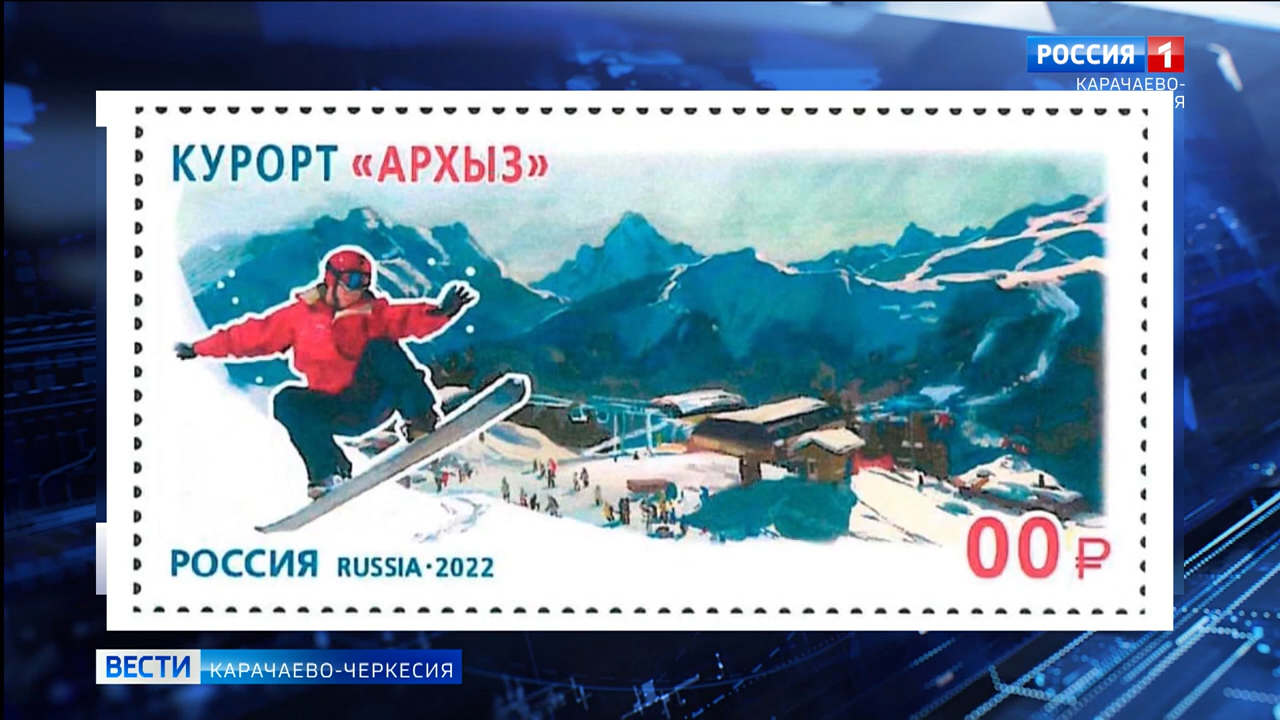 РОССИЯ 1
КАРАЧАЕВО-
Я
КУРОРТ «АРХЫЗ»
РОССИЯ RUSSIA·2022
00 ₽
ВЕСТИ КАРАЧАЕВО-ЧЕРКЕСИЯ